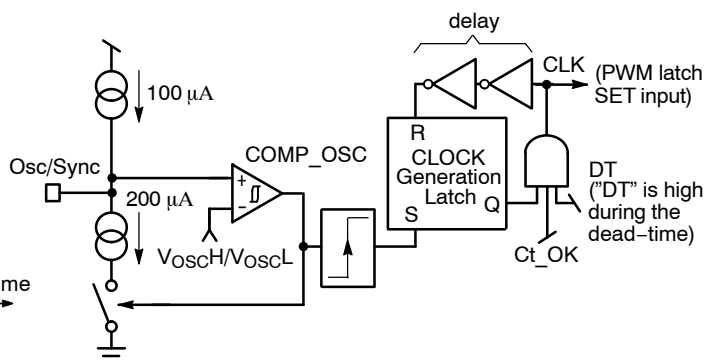 delay
CLK
(PWM latch
SET input)
100 μA
R
CLOCK
Generation
Latch
S
Q
COMP_OSC
Osc/Sync
+
−
200 μA
VOSCH/VOSCL
DT
("DT" is high
during the
dead−time)
Ct_OK
me